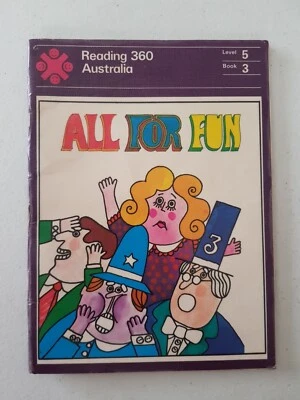 Reading 360
Australia
Level 5
Book 3
ALL FOR FUN
3